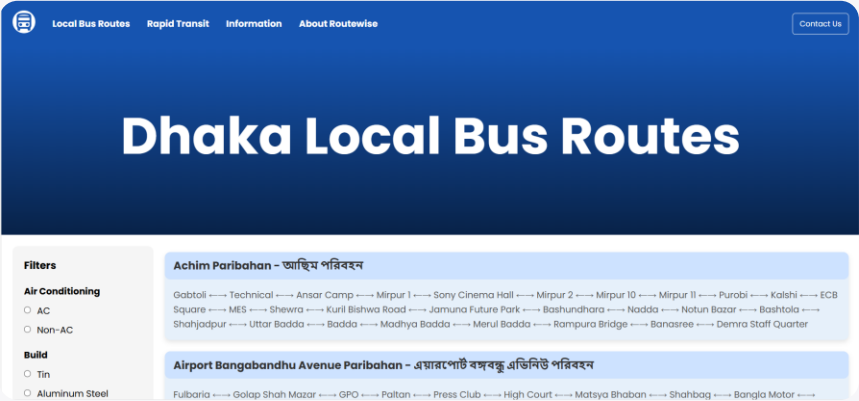 Local Bus Routes Rapid Transit Information About Routewise Contact Us
Dhaka Local Bus Routes
Filters
Air Conditioning
AC
Non-AC
Build
Tin
Aluminum Steel
Achim Paribahan - আছিম পরিবহন
Gabtoli ⟷ Technical ⟷ Ansar Camp ⟷ Mirpur 1 ⟷ Sony Cinema Hall ⟷ Mirpur 2 ⟷ Mirpur 10 ⟷ Mirpur 11 ⟷ Purobi ⟷ Kalshi ⟷ ECB
Square ⟷ MES ⟷ Shewra ⟷ Kuril Bishwa Road ⟷ Jamuna Future Park ⟷ Bashundhara ⟷ Nadda ⟷ Notun Bazar ⟷ Bashtola ⟷
Shahjadpur ⟷ Uttar Badda ⟷ Badda ⟷ Madhya Badda ⟷ Merul Badda ⟷ Rampura Bridge ⟷ Banasree ⟷ Demra Staff Quarter
Airport Bangabandhu Avenue Paribahan - এয়ারপোর্ট বঙ্গবন্ধু এভিনিউ পরিবহন
Fulbaria ⟷ Golap Shah Mazar ⟷ GPO ⟷ Paltan ⟷ Press Club ⟷ High Court ⟷ Matsya Bhaban ⟷ Shahbag ⟷ Bangla Motor ⟷